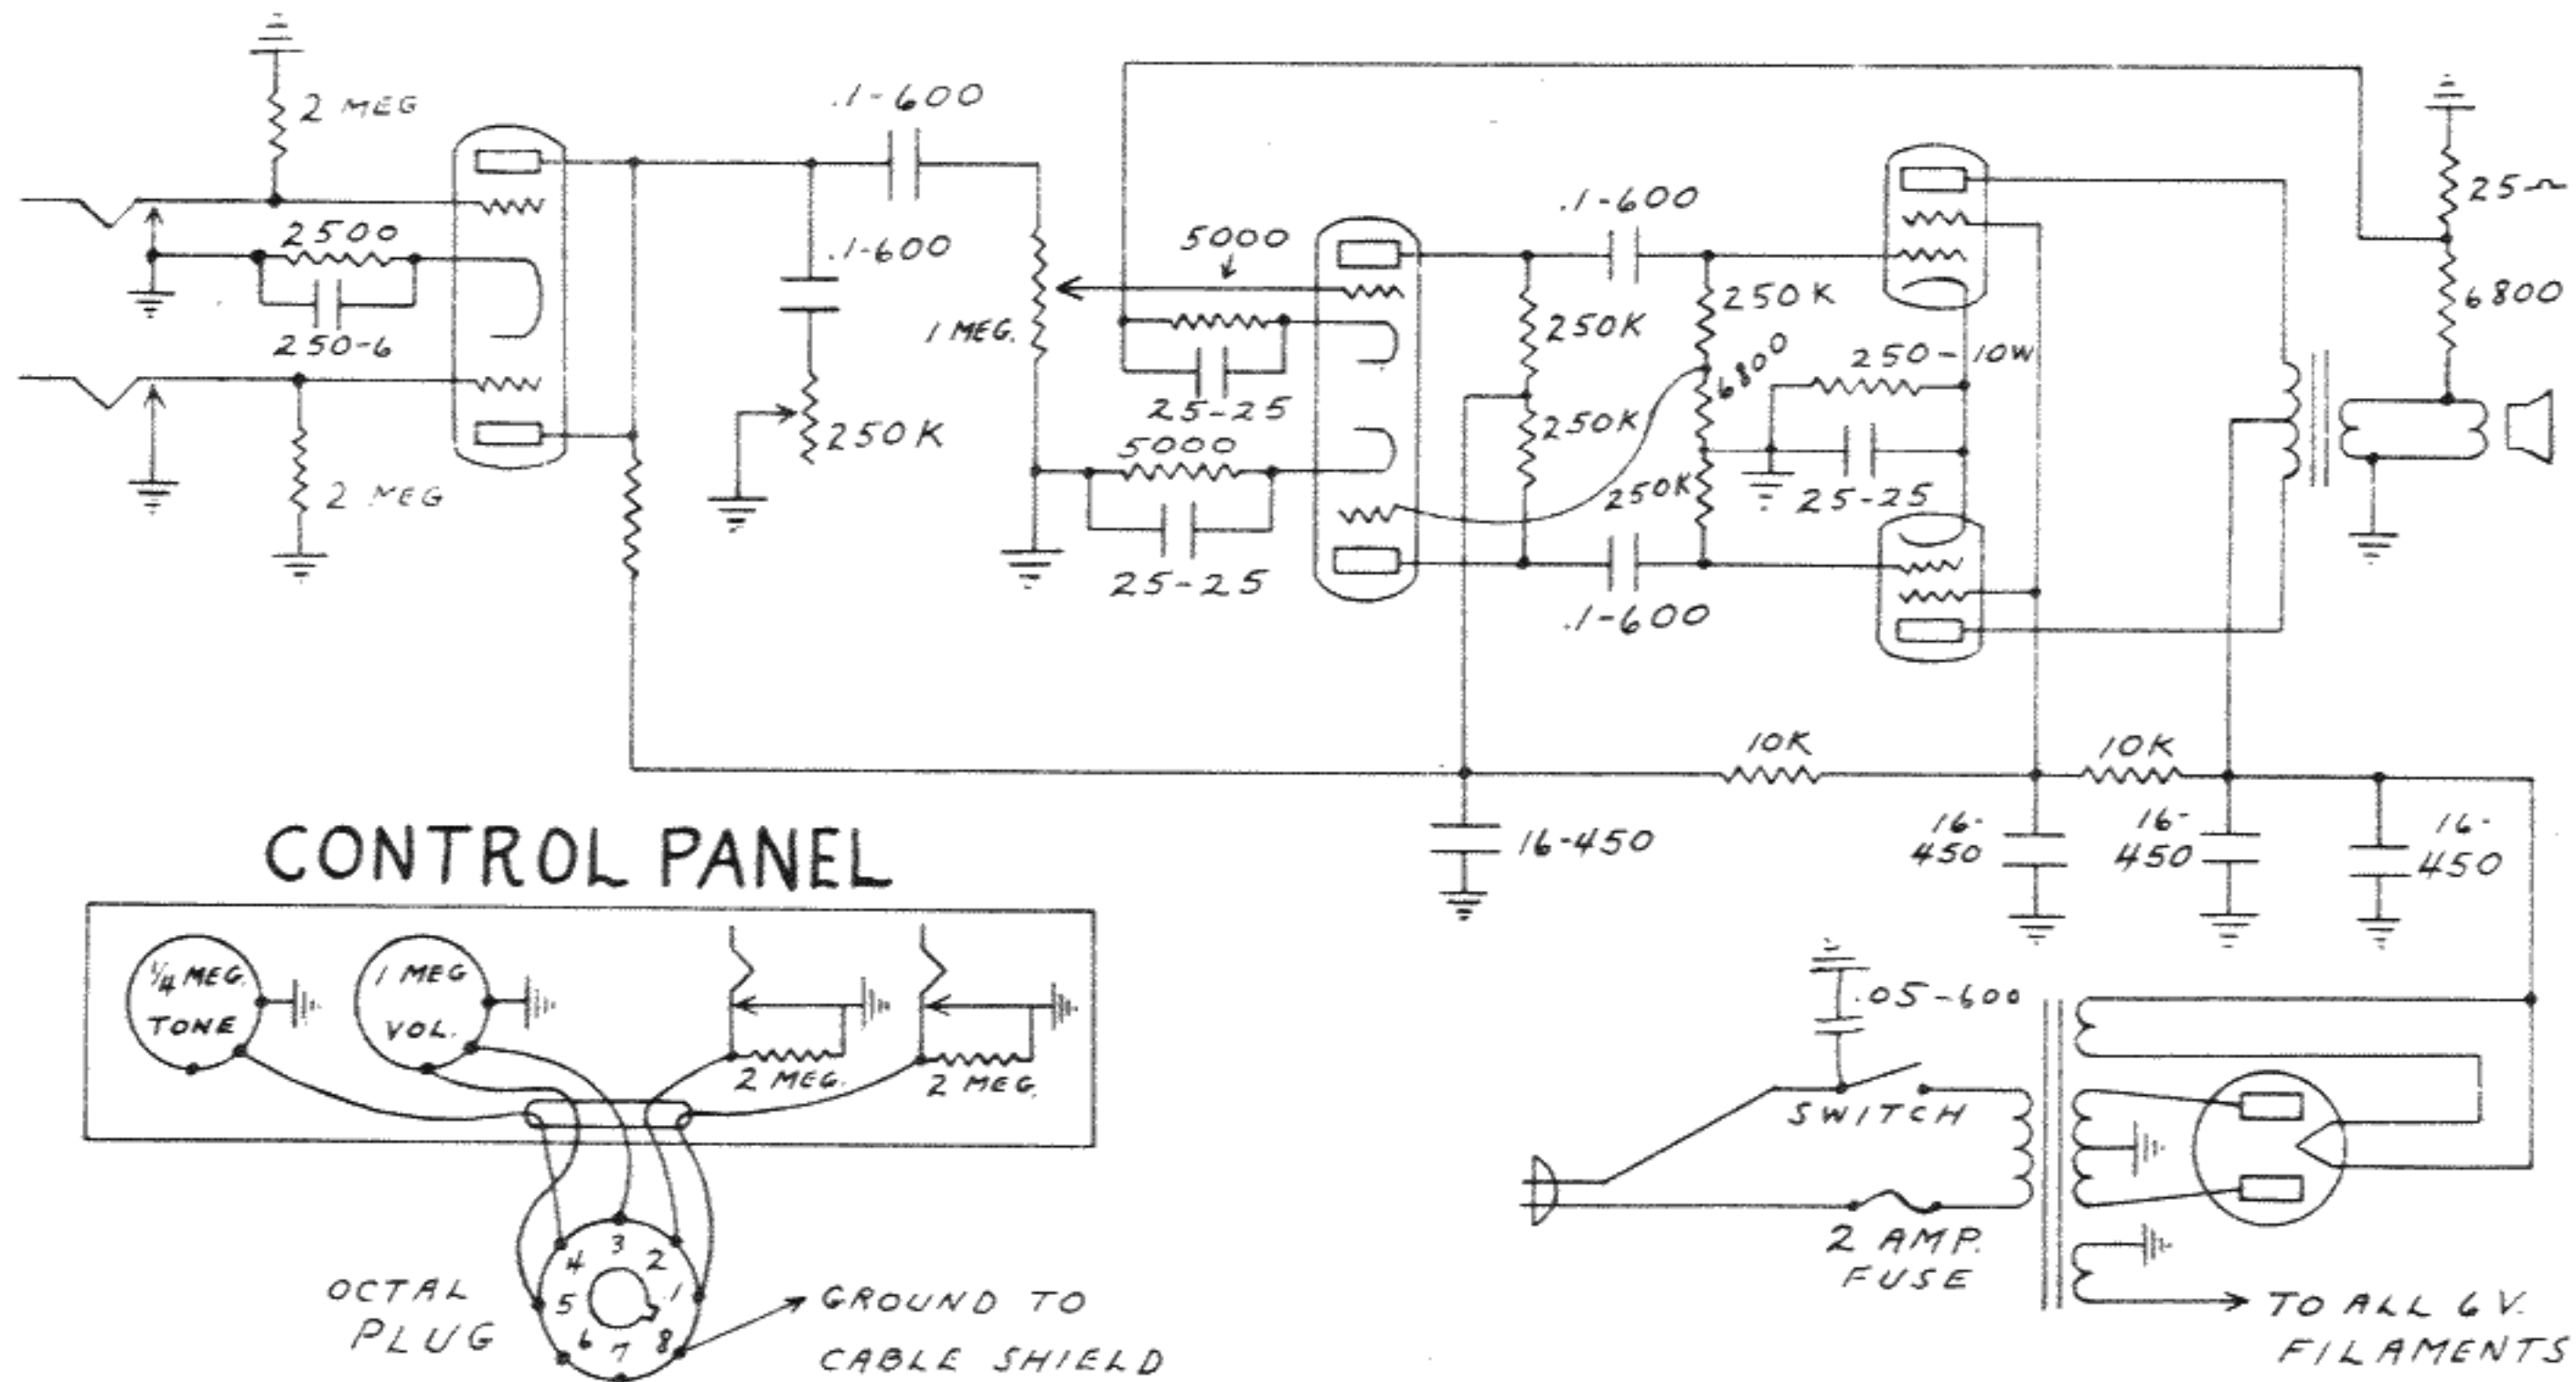 2 MEG
.1-600
25Ω
2500
.1-600
5000
.1-600
250K
6800
250-6
1 MEG.
250K
250-10W
6800
25-25
250K
250K
5000
250K
25-25
2 MEG
25-25
.1-600
10K
10K
16-450
16-
450
16-
450
16-
450
CONTROL PANEL
1/4 MEG.
TONE
1 MEG
VOL.
2 MEG.
2 MEG.
.05-600
SWITCH
2 AMP.
FUSE
TO ALL 6 V.
FILAMENTS
OCTAL
PLUG
3
4
2
5
1
6
7
8
GROUND TO
CABLE SHIELD